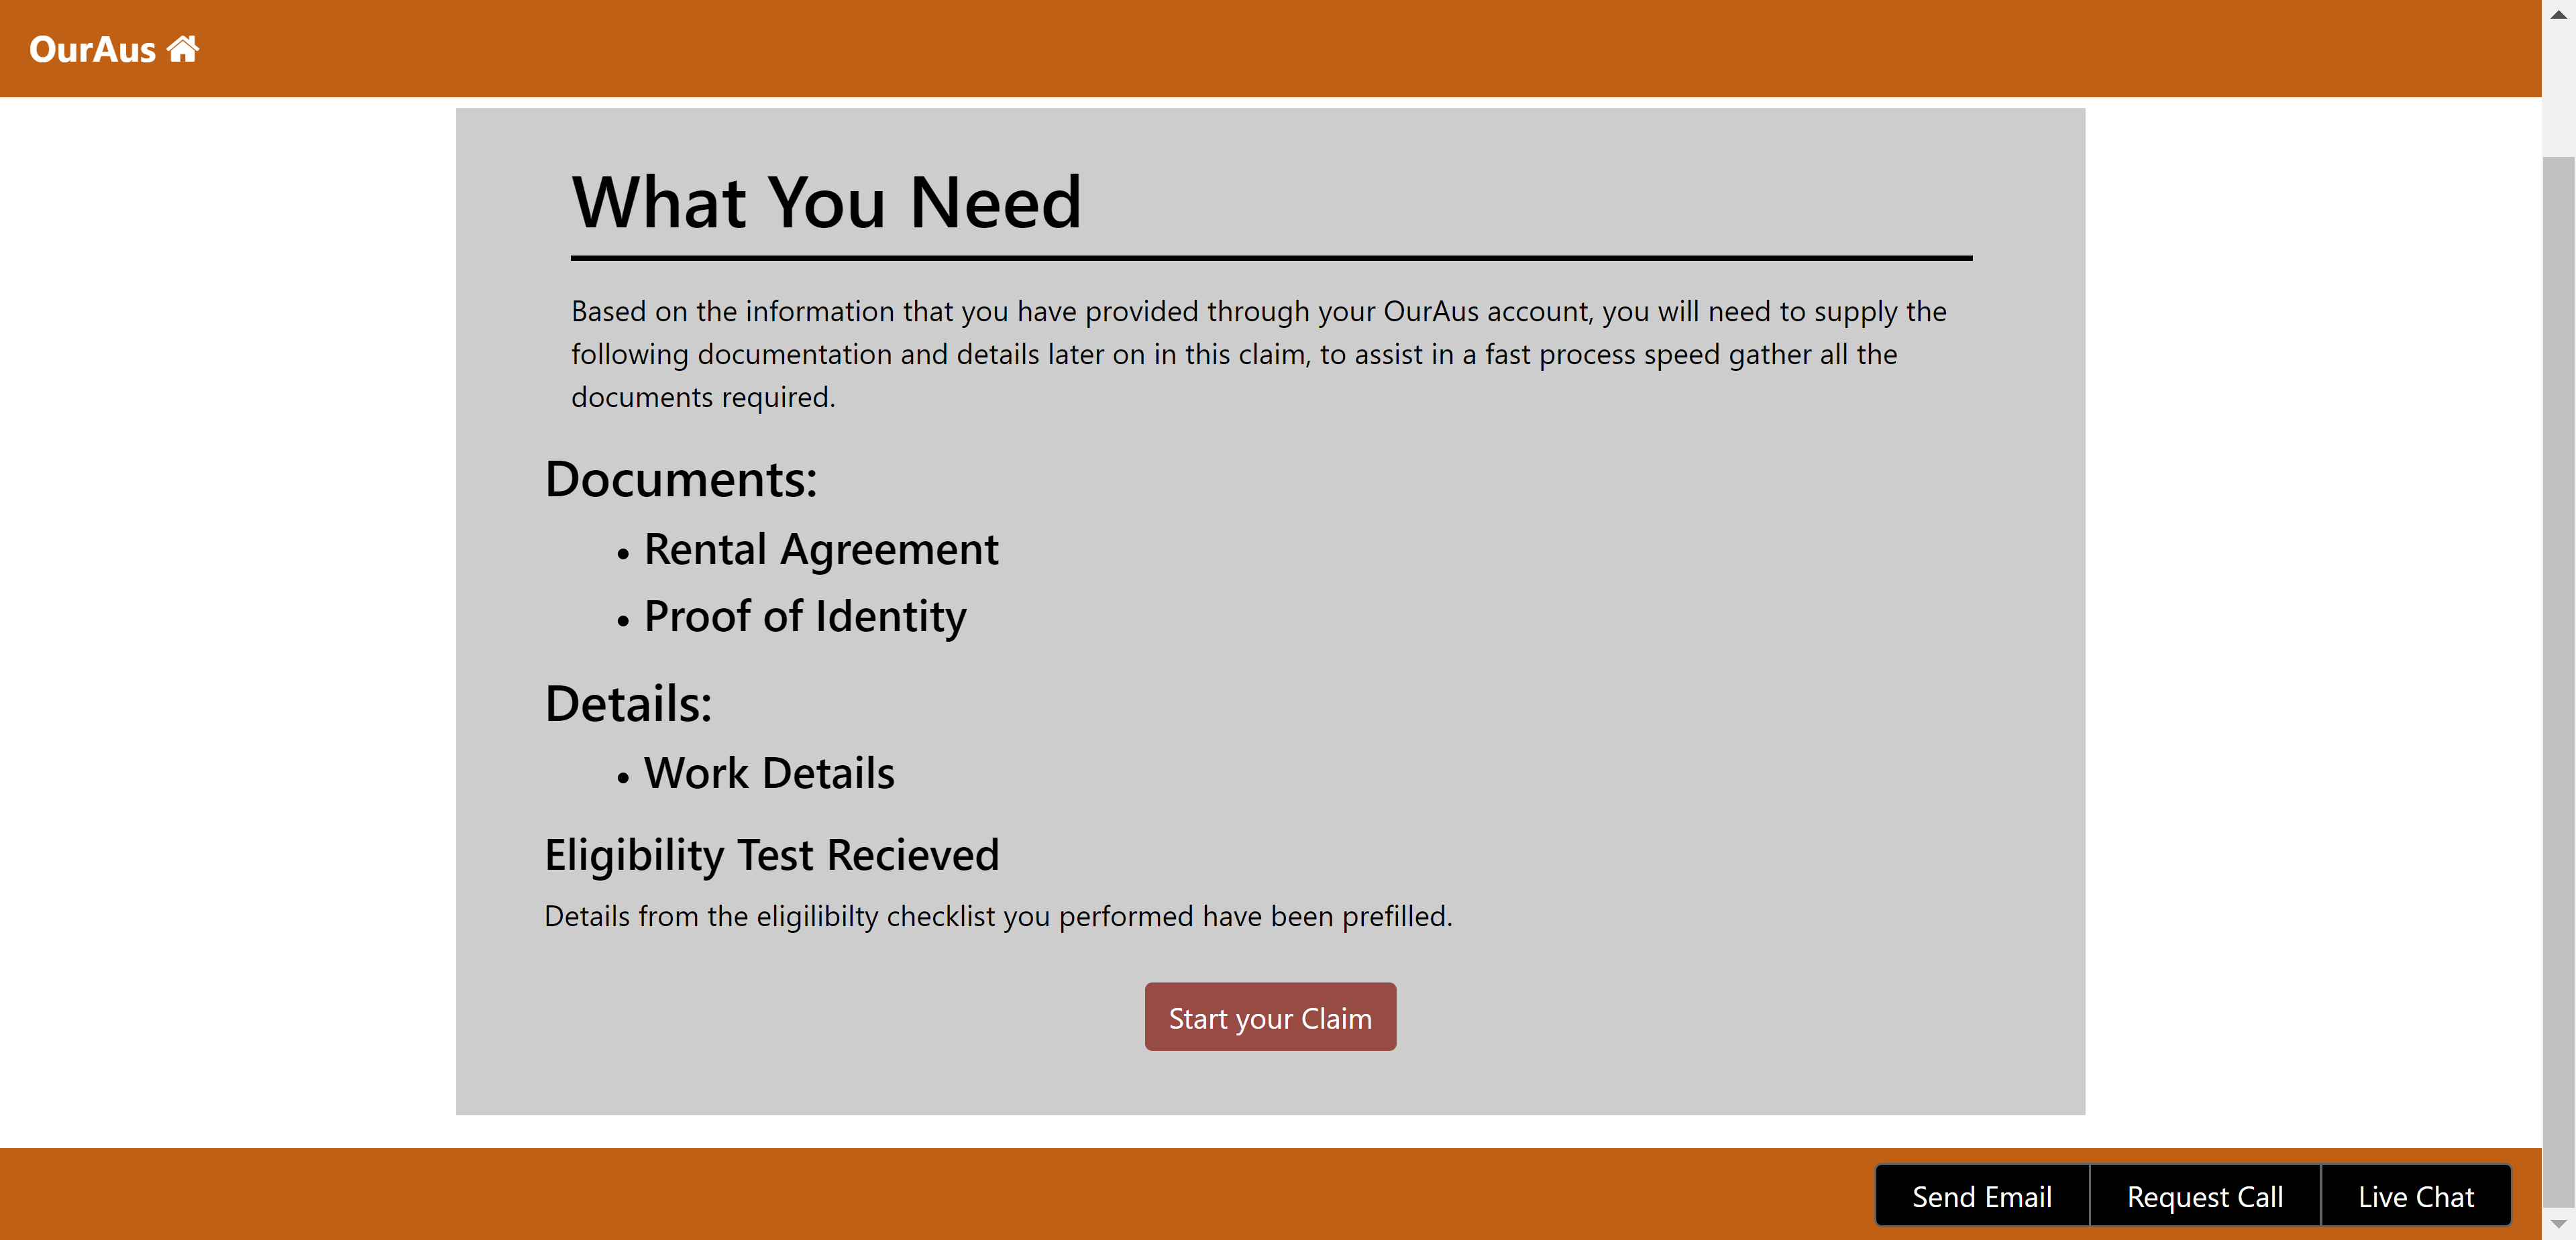 OurAus
What You Need
Based on the information that you have provided through your OurAus account, you will need to supply the
following documentation and details later on in this claim, to assist in a fast process speed gather all the
documents required.
Documents:
• Rental Agreement
• Proof of Identity
Details:
• Work Details
Eligibility Test Recieved
Details from the eligilibilty checklist you performed have been prefilled.
Start your Claim
Send Email
Request Call
Live Chat